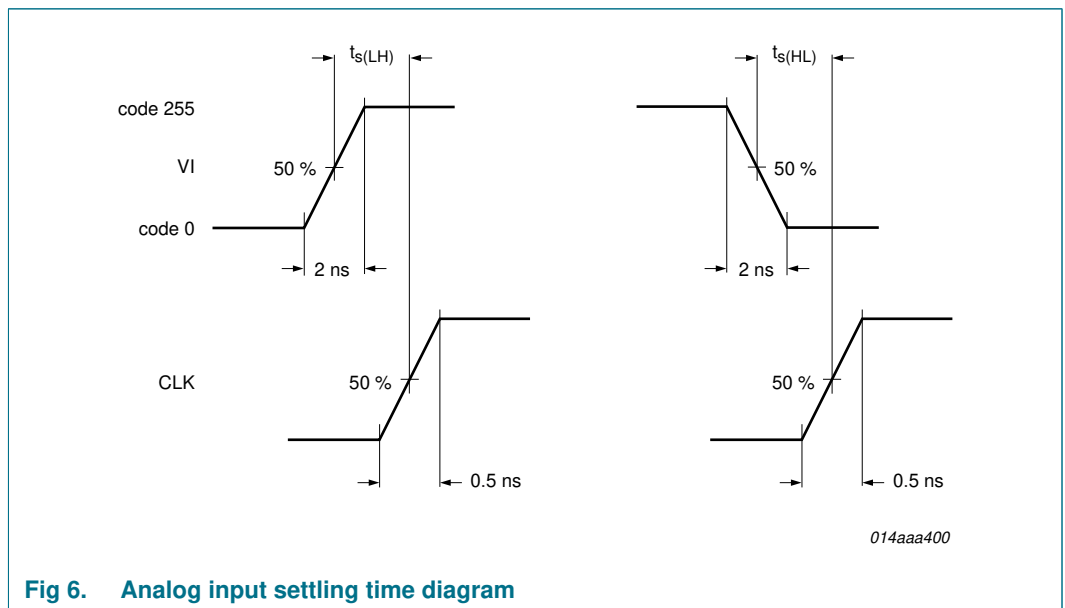 ts(LH)
ts(HL)
code 255
VI
50 %
50 %
code 0
2 ns
2 ns
CLK
50 %
50 %
0.5 ns
0.5 ns
014aaa400
Fig 6. Analog input settling time diagram